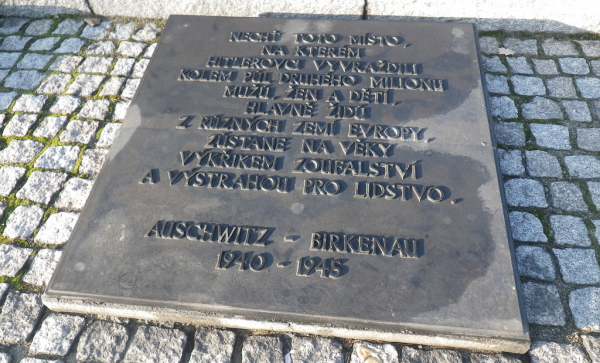 NECHŤ TOTO MÍSTO,
NA KTERÉM
HITLEROVCI VYVRAŽDILI
KOLEM PŮL DRUHÉHO MILIONU
MUŽŮ, ŽEN A DĚTÍ,
HLAVNĚ ŽIDŮ
Z RŮZNÝCH ZEMÍ EVROPY,
ZŮSTANE NA VĚKY
VÝKŘIKEM ZOUFALSTVÍ
A VÝSTRAHOU PRO LIDSTVO.
AUSCHWITZ - BIRKENAU
1940 - 1945